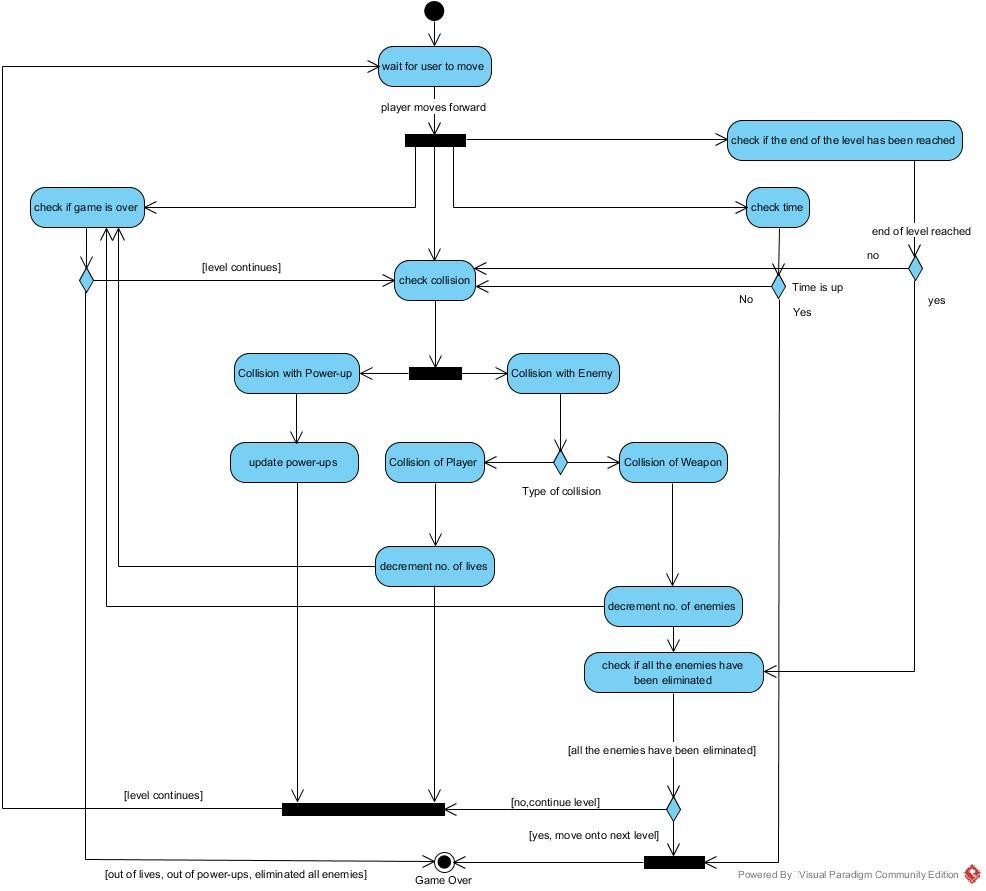 wait for user to move
player moves forward
check if the end of the level has been reached
check if game is over
check time
end of level reached
no
[level continues]
check collision
Time is up
No
yes
Yes
Collision with Power-up
Collision with Enemy
update power-ups
Collision of Player
Collision of Weapon
Type of collision
decrement no. of lives
decrement no. of enemies
check if all the enemies have
been eliminated
[all the enemies have been eliminated]
[level continues]
[no,continue level]
[yes, move onto next level]
[out of lives, out of power-ups, eliminated all enemies]
Game Over
Powered By Visual Paradigm Community Edition